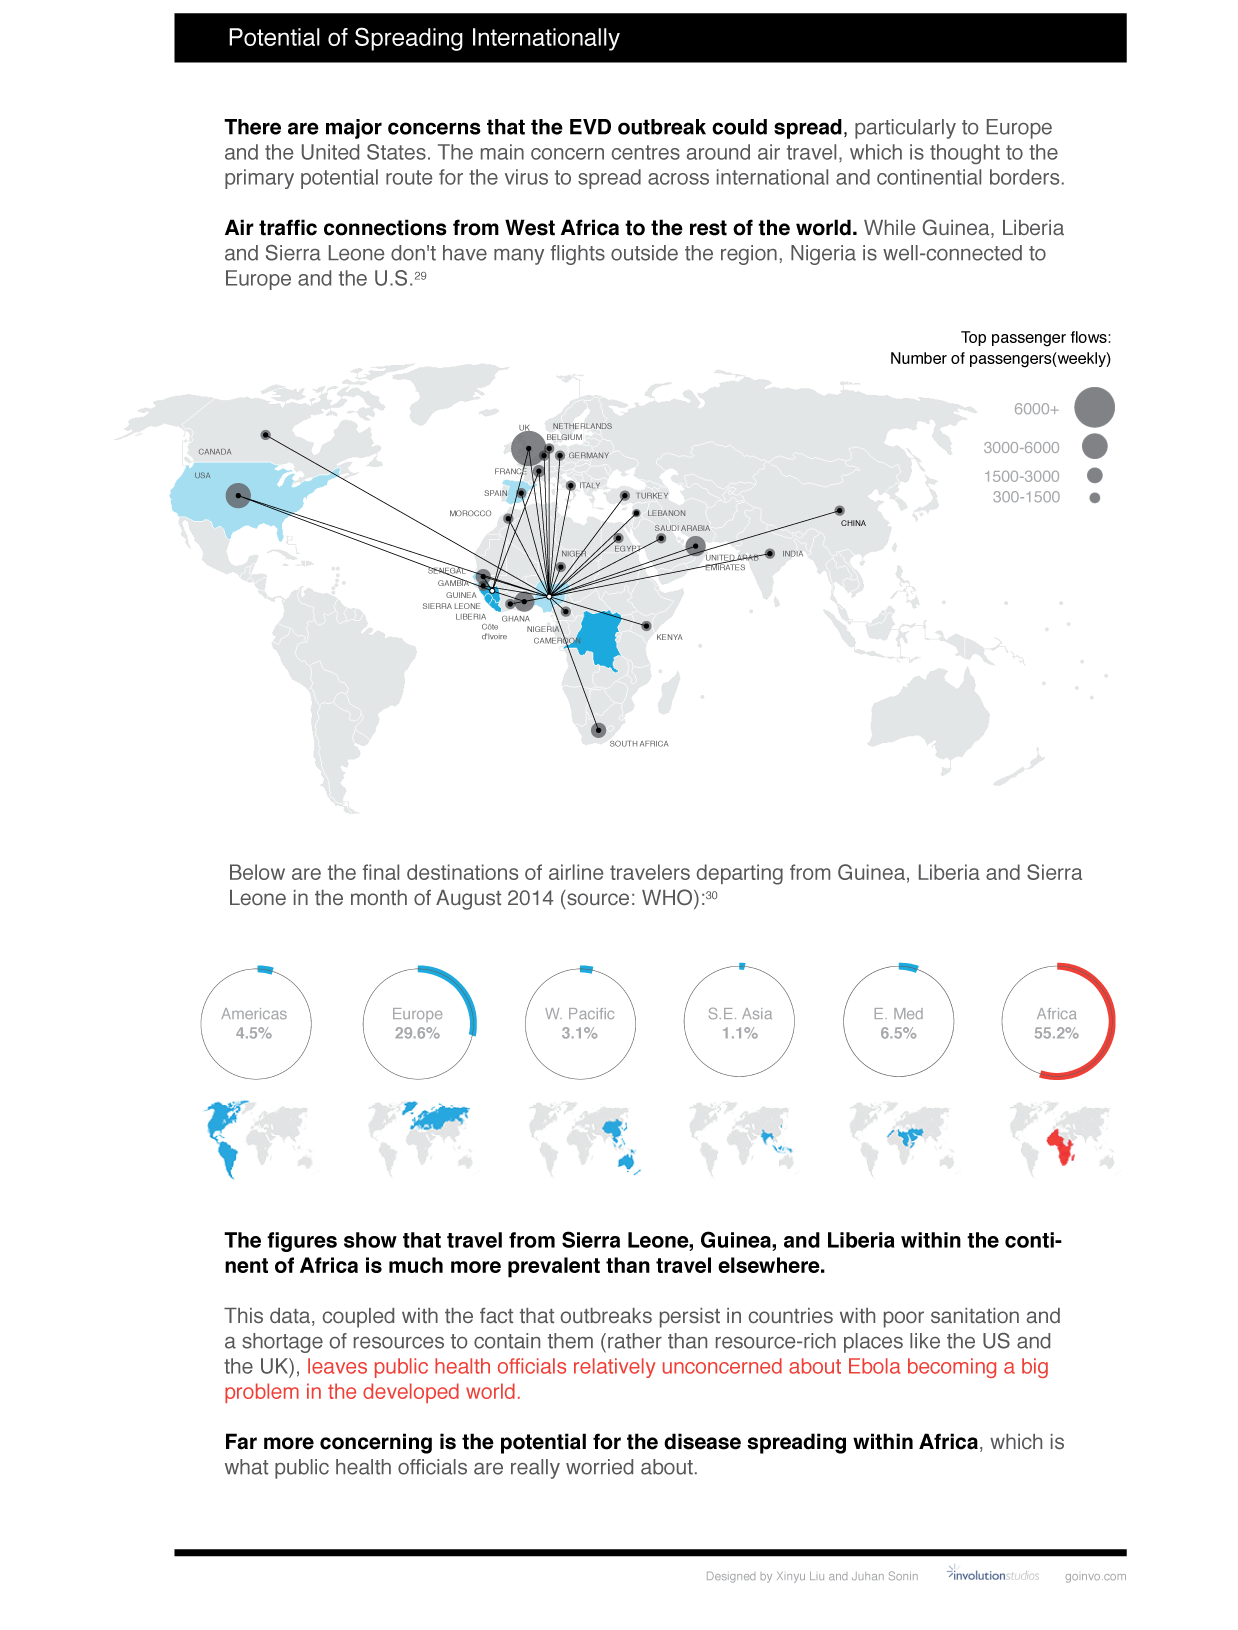 Potential of Spreading Internationally
There are major concerns that the EVD outbreak could spread, particularly to Europe
and the United States. The main concern centres around air travel, which is thought to the
primary potential route for the virus to spread across international and continential borders.
Air traffic connections from West Africa to the rest of the world. While Guinea, Liberia
and Sierra Leone don't have many flights outside the region, Nigeria is well-connected to
Europe and the U.S.29
Top passenger flows:
Number of passengers(weekly)
6000+
3000-6000
1500-3000
300-1500
CANADA
USA
UK
NETHERLANDS
BELGIUM
GERMANY
FRANCE
SPAIN
ITALY
TURKEY
MOROCCO
LEBANON
SAUDI ARABIA
CHINA
EGYPT
NIGER
UNITED ARAB
EMIRATES
INDIA
SENEGAL
GAMBIA
GUINEA
SIERRA LEONE
LIBERIA
GHANA
Côte
d'Ivoire
NIGERIA
CAMEROON
KENYA
SOUTH AFRICA
Below are the final destinations of airline travelers departing from Guinea, Liberia and Sierra
Leone in the month of August 2014 (source: WHO):30
Americas
4.5%
Europe
29.6%
W. Pacific
3.1%
S.E. Asia
1.1%
E. Med
6.5%
Africa
55.2%
The figures show that travel from Sierra Leone, Guinea, and Liberia within the conti-
nent of Africa is much more prevalent than travel elsewhere.
This data, coupled with the fact that outbreaks persist in countries with poor sanitation and
a shortage of resources to contain them (rather than resource-rich places like the US and
the UK), leaves public health officials relatively unconcerned about Ebola becoming a big
problem in the developed world.
Far more concerning is the potential for the disease spreading within Africa, which is
what public health officials are really worried about.
Designed by Xinyu Liu and Juhan Sonin
involutionstudios
goinvo.com